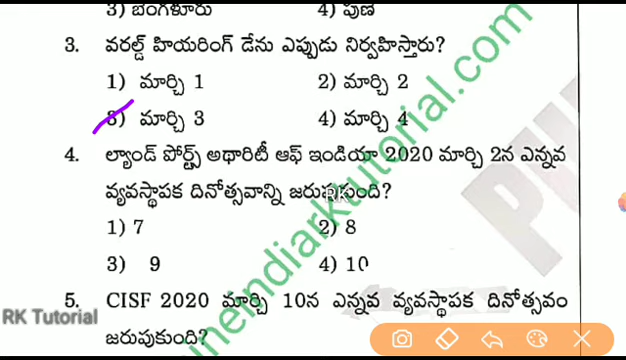 3) బెంగళూరు 4) పుణె
3. వరల్డ్ హియరింగ్ డేను ఎప్పుడు నిర్వహిస్తారు?
1) మార్చి 1 2) మార్చి 2
3) మార్చి 3 4) మార్చి 4
4. ల్యాండ్ పోర్ట్స్ అథారిటీ ఆఫ్ ఇండియా 2020 మార్చి 2న ఎన్నవ
వ్యవస్థాపక దినోత్సవాన్ని జరుపుకుంది?
1) 7 2) 8
3) 9 4) 10
5. CISF 2020 మార్చి 10న ఎన్నవ వ్యవస్థాపక దినోత్సవం
జరుపుకుంది?
RK Tutorial
RK
ineindiarktutorial.com